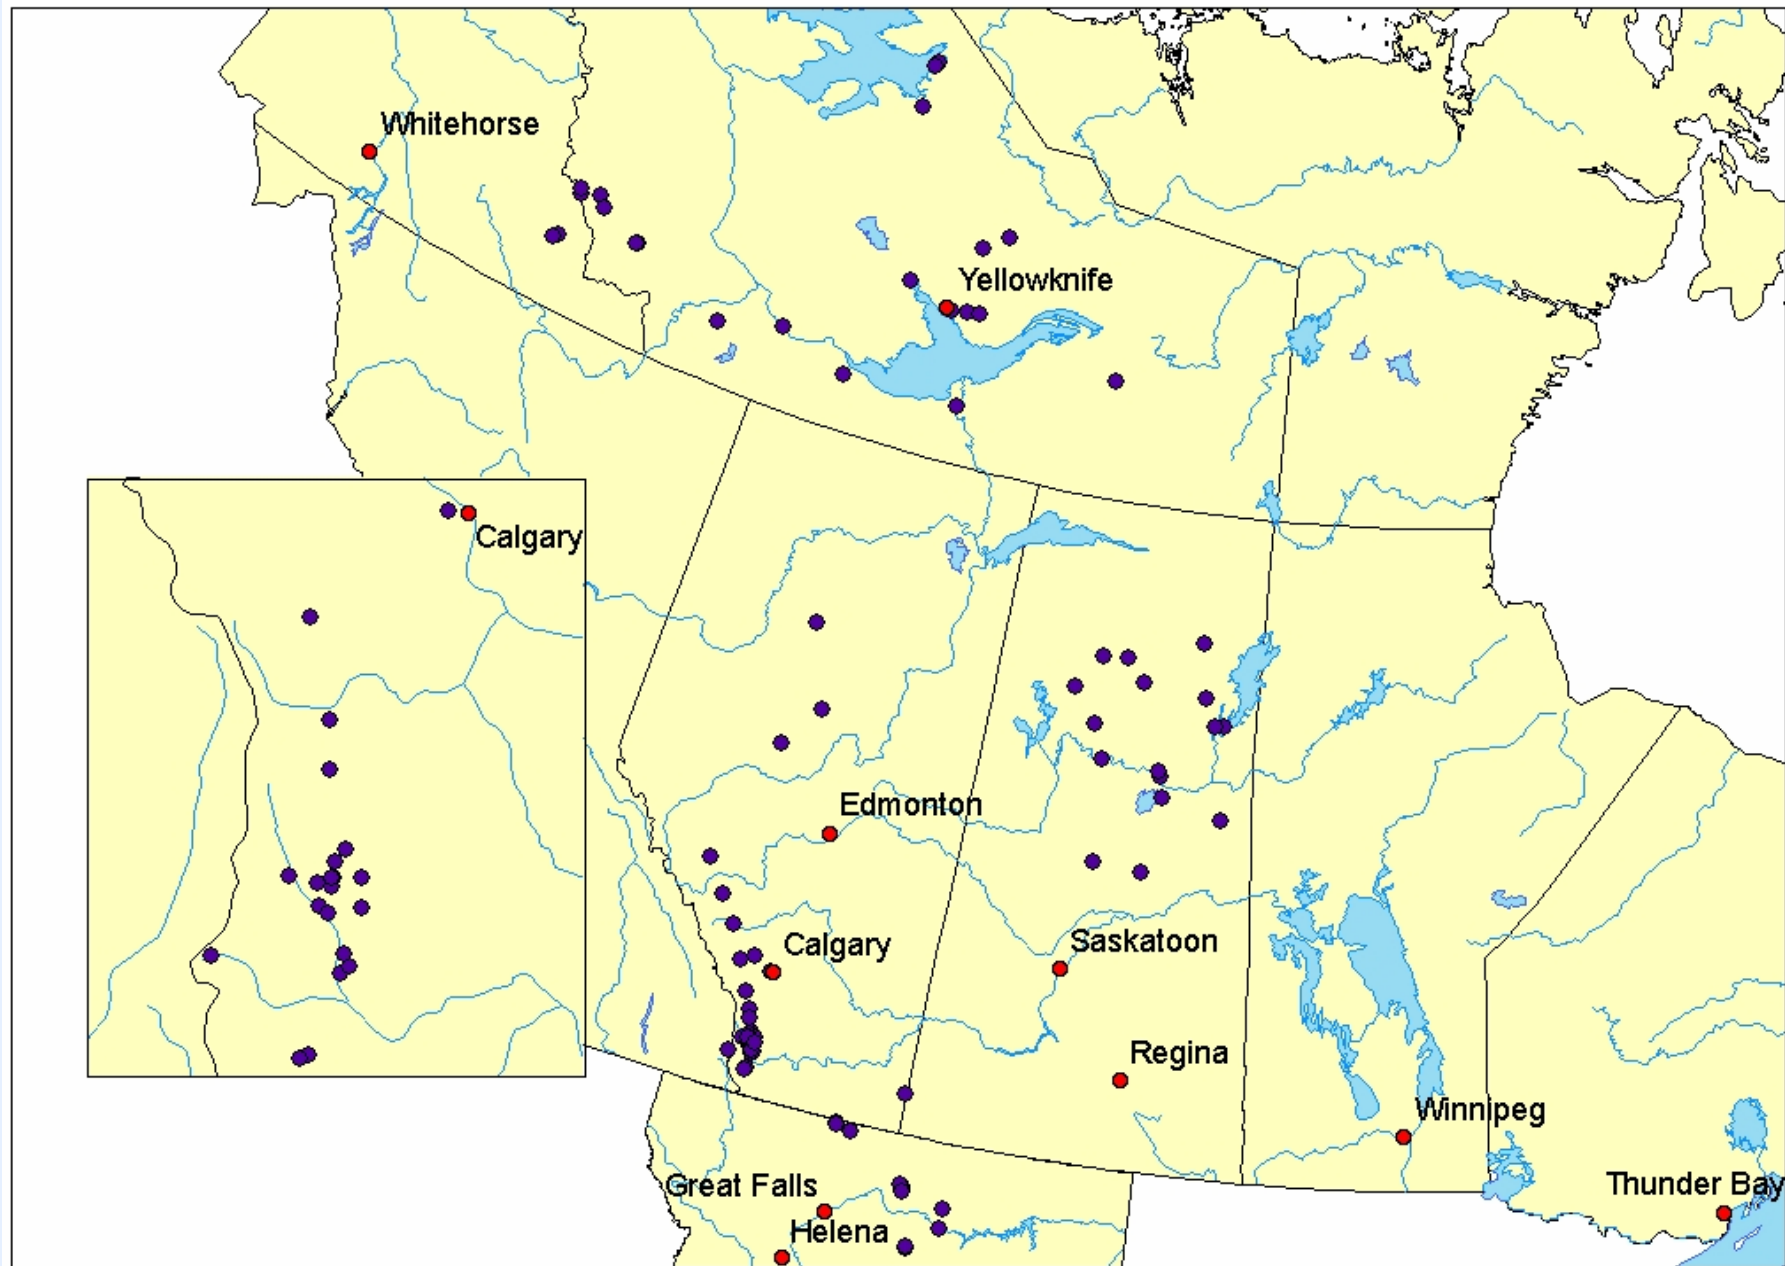 Whitehorse
Yellowknife
Calgary
Edmonton
Calgary
Saskatoon
Regina
Winnipeg
Great Falls
Thunder Bay
Helena